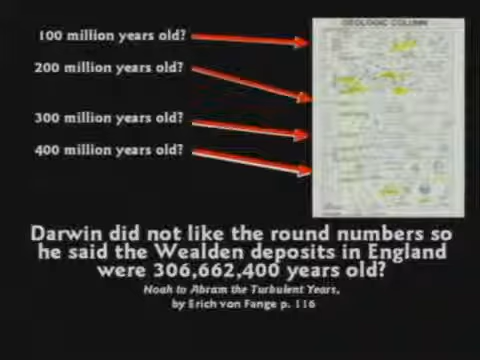 GEOLOGIC COLUMN
100 million years old?
200 million years old?
300 million years old?
400 million years old?
Darwin did not like the round numbers so
he said the Wealden deposits in England
were 306,662,400 years old?
Noah to Abram the Turbulent Years,
by Erich von Fange p. 116